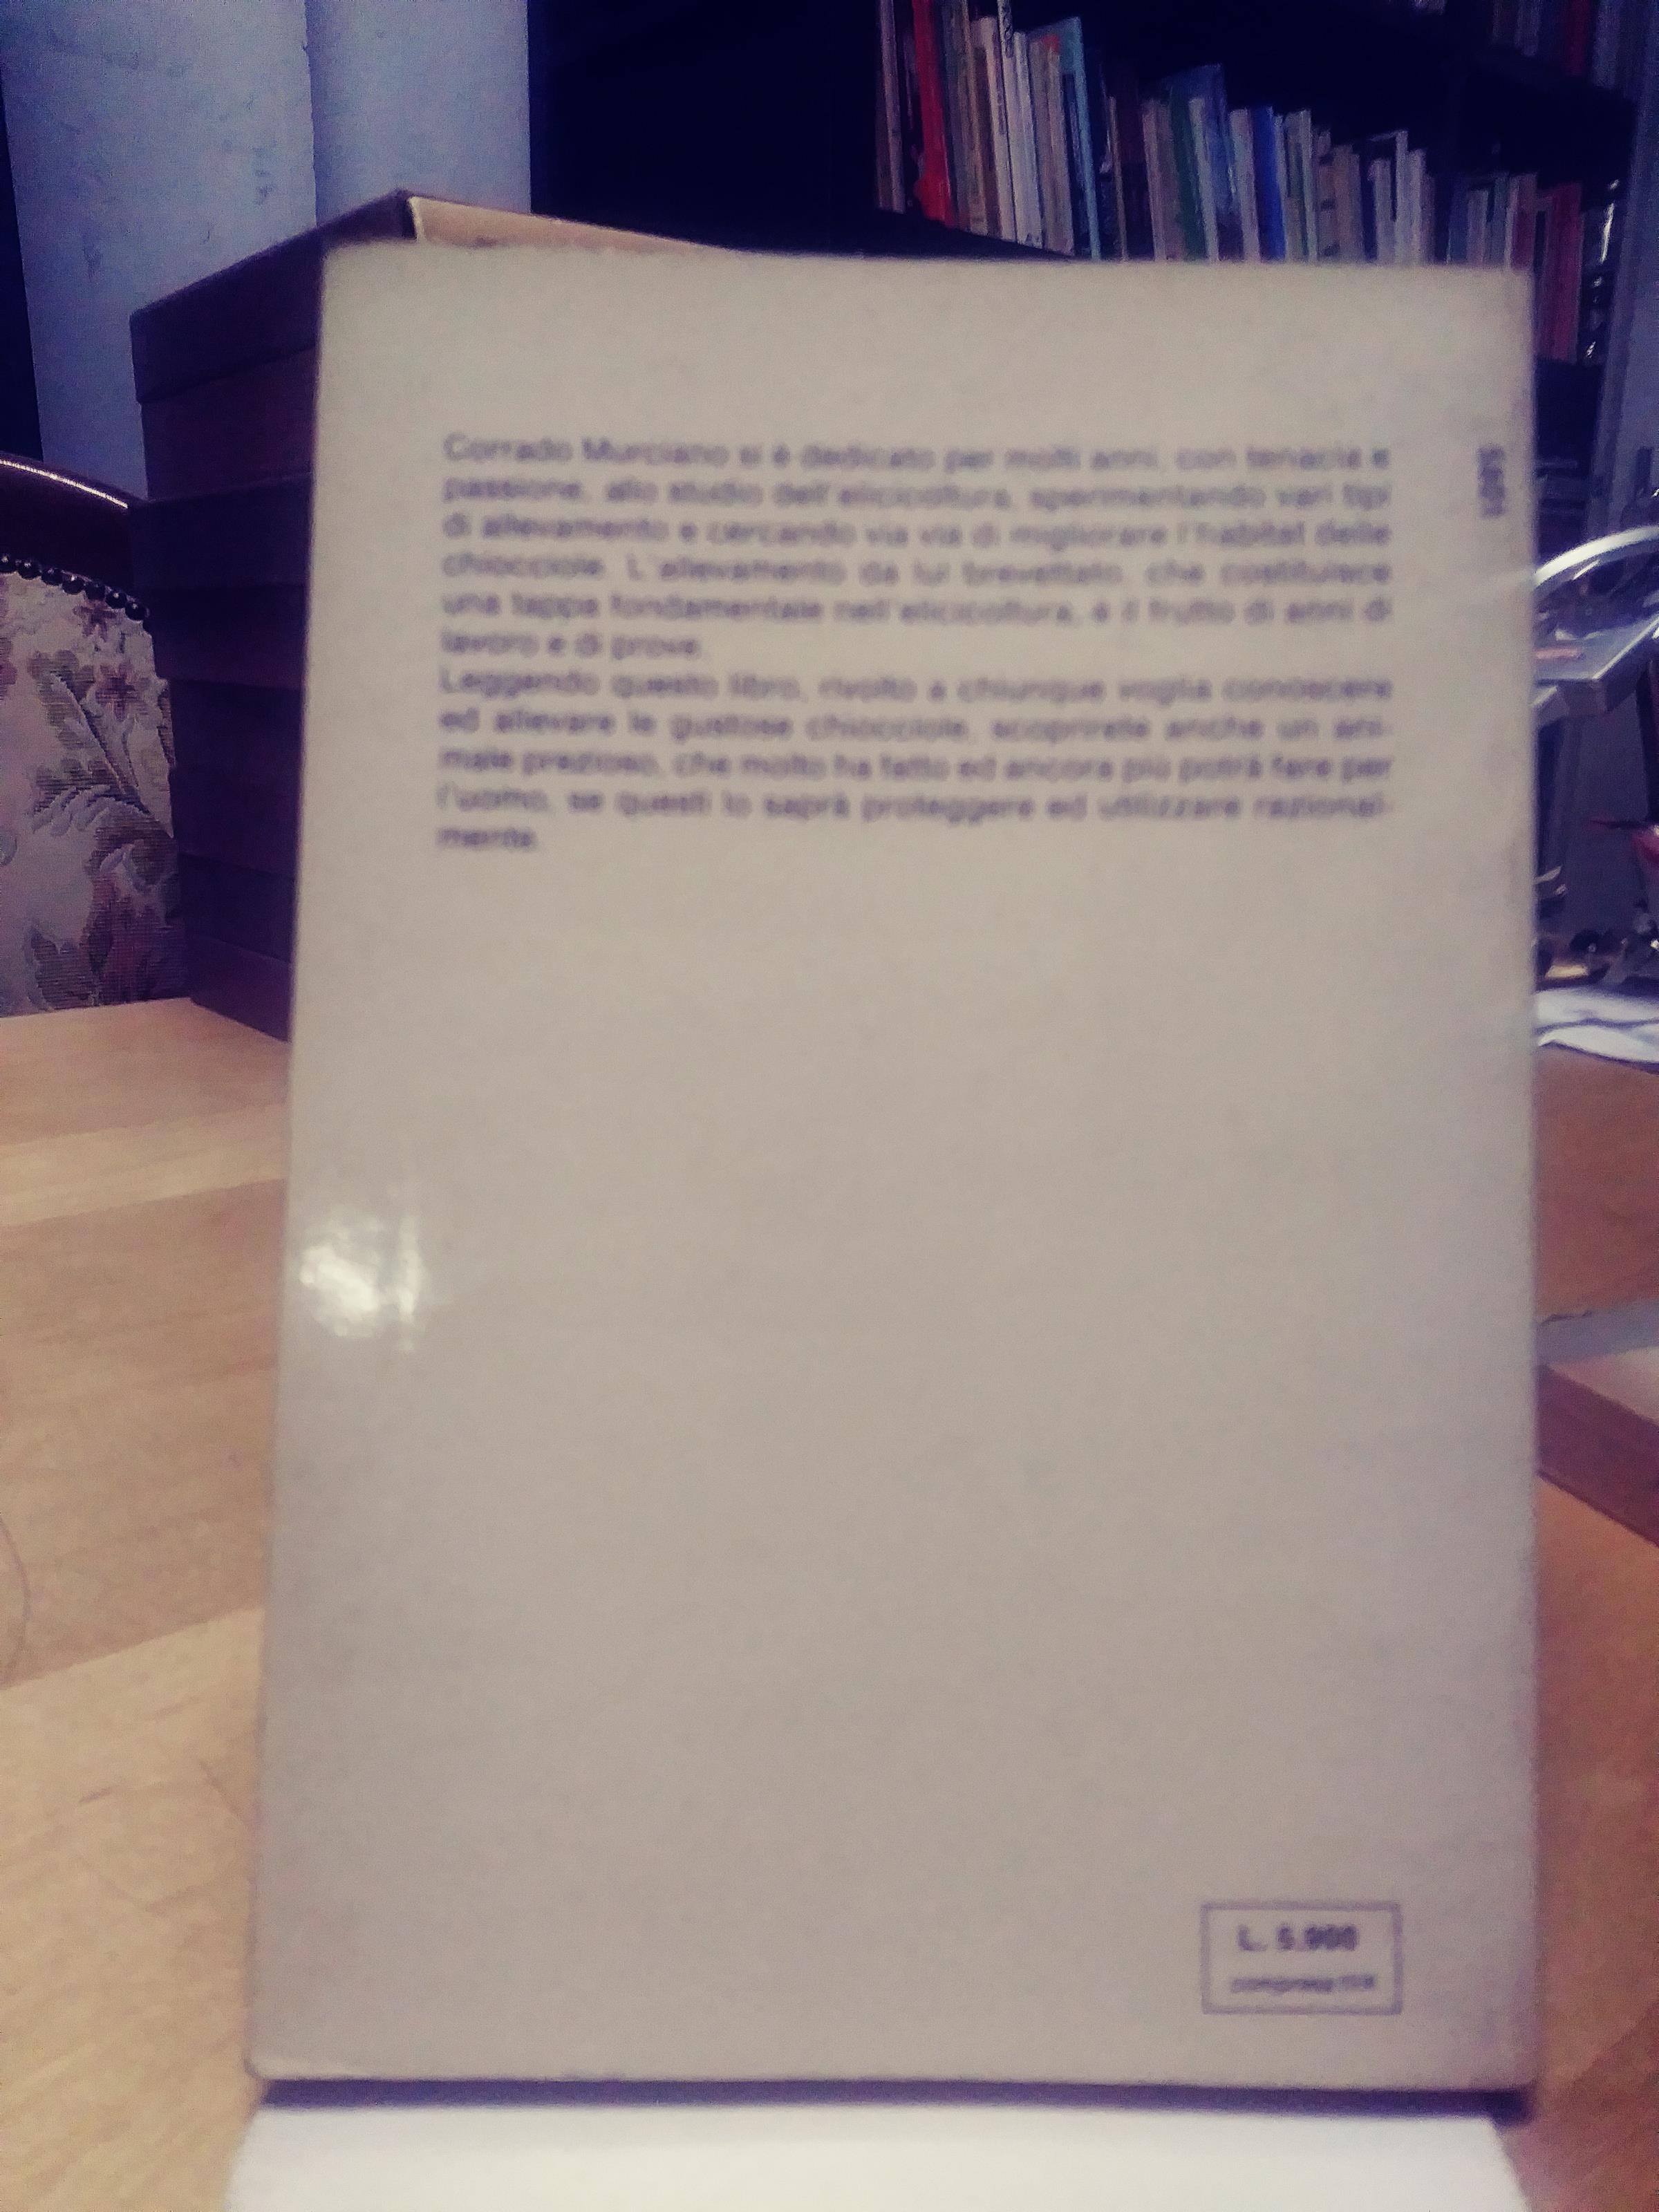 Corrado Murciano si è dedicato per molti anni, con tenacia e
passione, allo studio dell'elicicoltura, sperimentando vari tipi
di allevamento e cercando via via di migliorare l'habitat delle
chiocciole. L'allevamento da lui brevettato, che costituisce
una tappa fondamentale nell'elicicoltura, è il frutto di anni di
lavoro e di prove.
Leggendo questo libro, rivolto a chiunque voglia conoscere
ed allevare le gustose chiocciole, scoprirete anche un ani-
male prezioso, che molto ha fatto ed ancora più potrà fare per
l'uomo, se questi lo saprà proteggere ed utilizzare razional-
mente.
L.